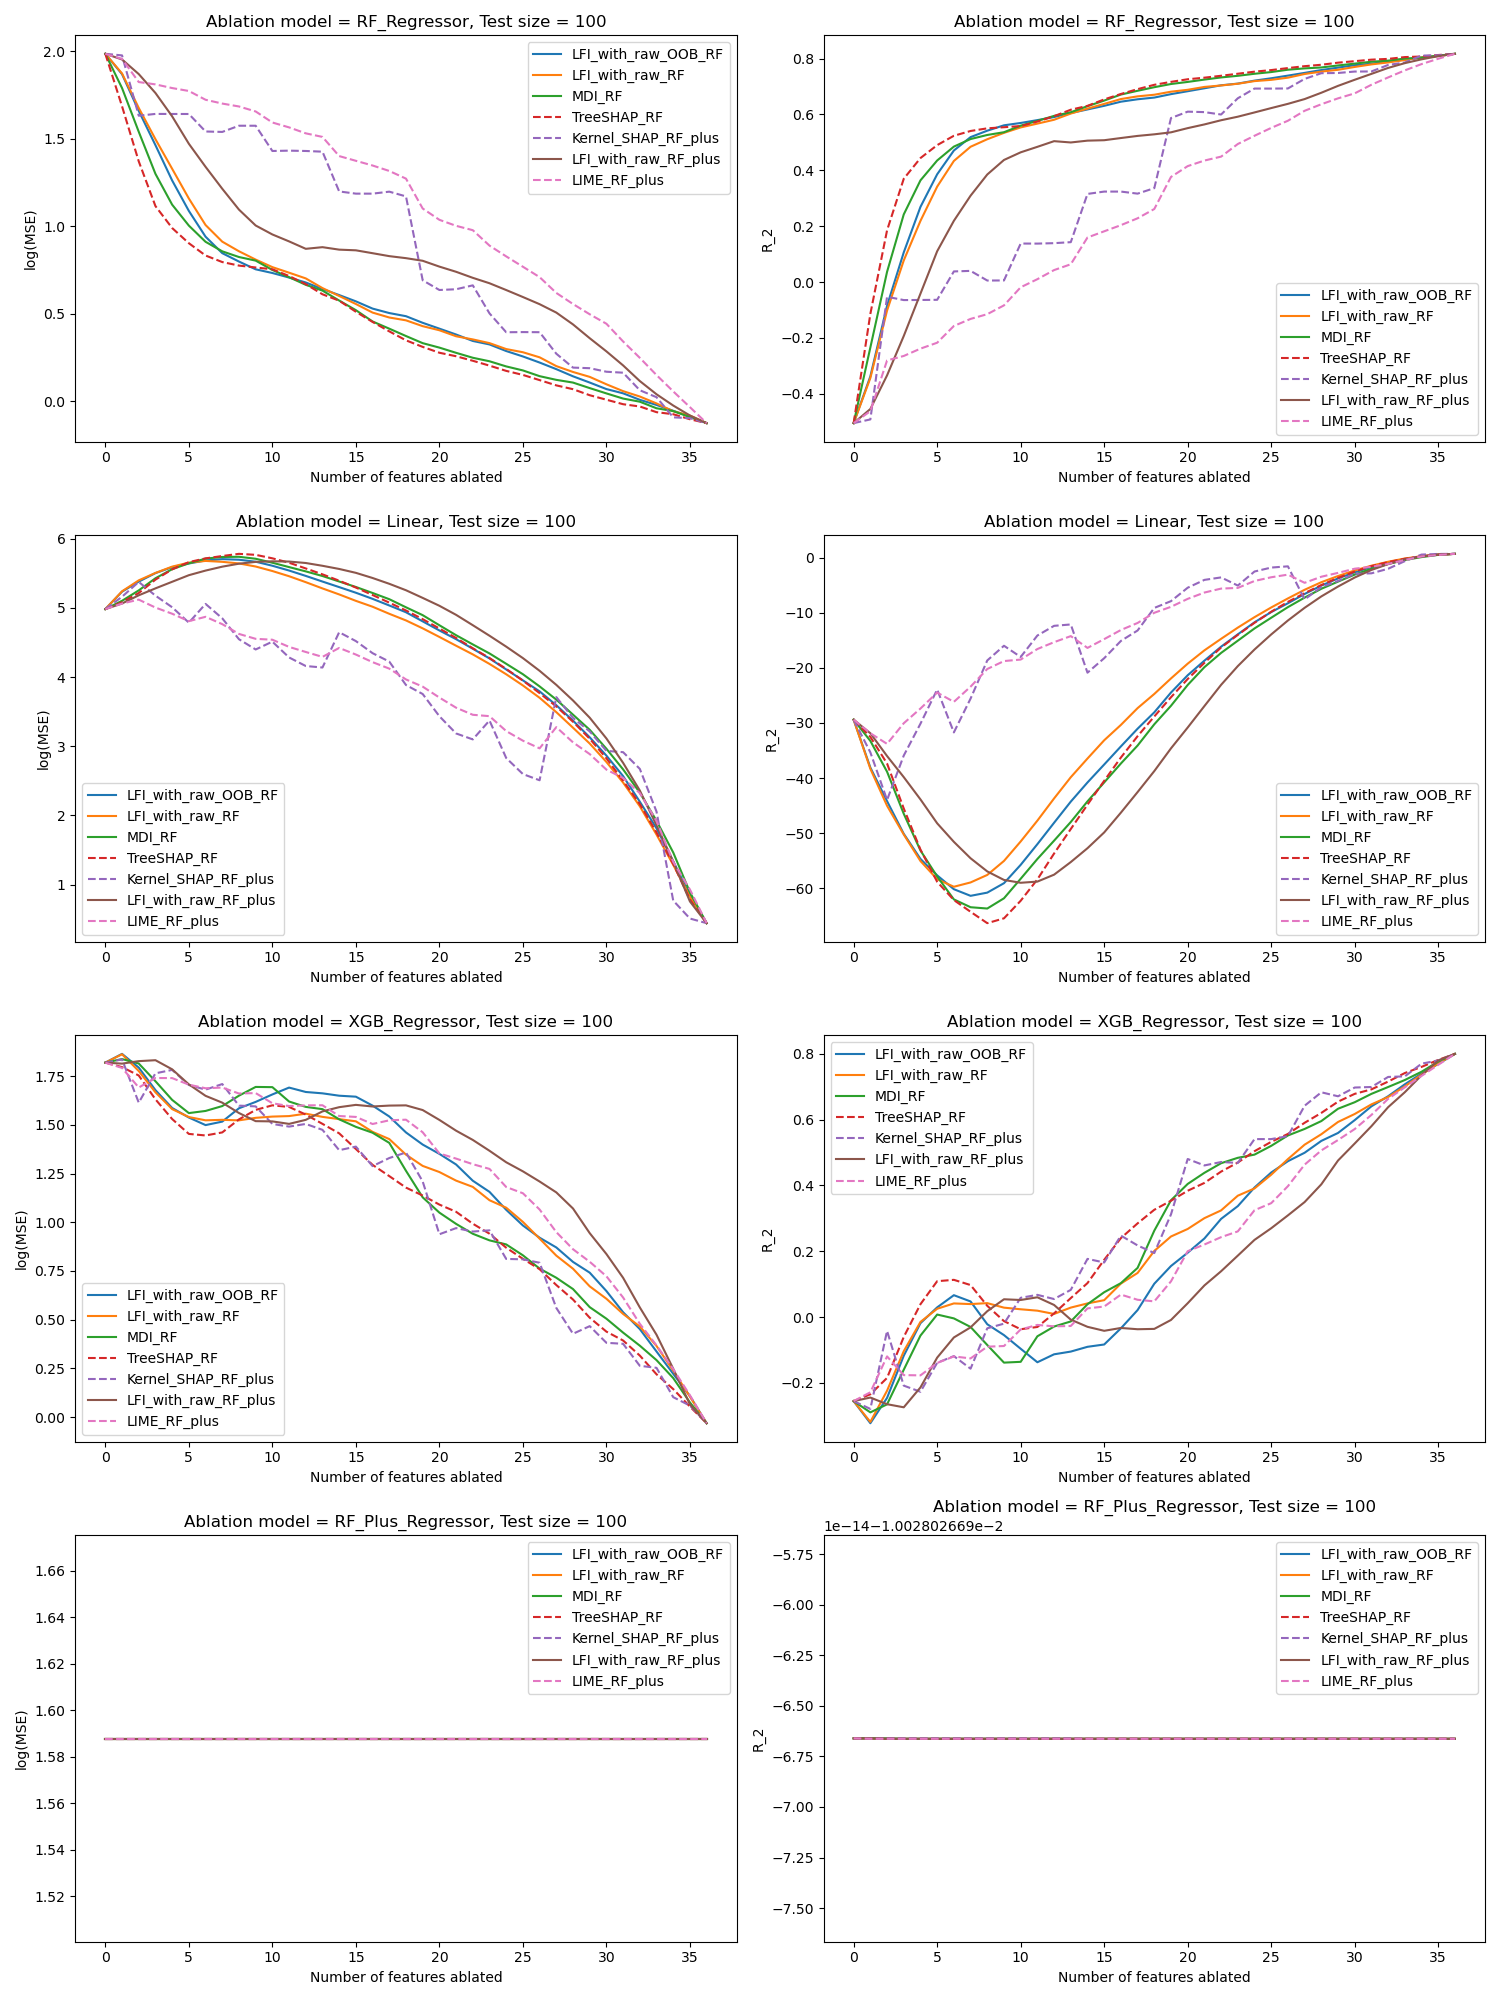 Ablation model = RF_Regressor, Test size = 100
log(MSE)
2.0
1.5
1.0
0.5
0.0
0 5 10 15 20 25 30 35
Number of features ablated
LFI_with_raw_OOB_RF
LFI_with_raw_RF
MDI_RF
TreeSHAP_RF
Kernel_SHAP_RF_plus
LFI_with_raw_RF_plus
LIME_RF_plus
Ablation model = RF_Regressor, Test size = 100
R_2
0.8
0.6
0.4
0.2
0.0
−0.2
−0.4
0 5 10 15 20 25 30 35
Number of features ablated
LFI_with_raw_OOB_RF
LFI_with_raw_RF
MDI_RF
TreeSHAP_RF
Kernel_SHAP_RF_plus
LFI_with_raw_RF_plus
LIME_RF_plus
Ablation model = Linear, Test size = 100
log(MSE)
6
5
4
3
2
1
0 5 10 15 20 25 30 35
Number of features ablated
LFI_with_raw_OOB_RF
LFI_with_raw_RF
MDI_RF
TreeSHAP_RF
Kernel_SHAP_RF_plus
LFI_with_raw_RF_plus
LIME_RF_plus
Ablation model = Linear, Test size = 100
R_2
0
−10
−20
−30
−40
−50
−60
0 5 10 15 20 25 30 35
Number of features ablated
LFI_with_raw_OOB_RF
LFI_with_raw_RF
MDI_RF
TreeSHAP_RF
Kernel_SHAP_RF_plus
LFI_with_raw_RF_plus
LIME_RF_plus
Ablation model = XGB_Regressor, Test size = 100
log(MSE)
1.75
1.50
1.25
1.00
0.75
0.50
0.25
0.00
0 5 10 15 20 25 30 35
Number of features ablated
LFI_with_raw_OOB_RF
LFI_with_raw_RF
MDI_RF
TreeSHAP_RF
Kernel_SHAP_RF_plus
LFI_with_raw_RF_plus
LIME_RF_plus
Ablation model = XGB_Regressor, Test size = 100
R_2
0.8
0.6
0.4
0.2
0.0
−0.2
0 5 10 15 20 25 30 35
Number of features ablated
LFI_with_raw_OOB_RF
LFI_with_raw_RF
MDI_RF
TreeSHAP_RF
Kernel_SHAP_RF_plus
LFI_with_raw_RF_plus
LIME_RF_plus
Ablation model = RF_Plus_Regressor, Test size = 100
log(MSE)
1.66
1.64
1.62
1.60
1.58
1.56
1.54
1.52
0 5 10 15 20 25 30 35
Number of features ablated
LFI_with_raw_OOB_RF
LFI_with_raw_RF
MDI_RF
TreeSHAP_RF
Kernel_SHAP_RF_plus
LFI_with_raw_RF_plus
LIME_RF_plus
Ablation model = RF_Plus_Regressor, Test size = 100
1e−14−1.002802669e−2
R_2
−5.75
−6.00
−6.25
−6.50
−6.75
−7.00
−7.25
−7.50
0 5 10 15 20 25 30 35
Number of features ablated
LFI_with_raw_OOB_RF
LFI_with_raw_RF
MDI_RF
TreeSHAP_RF
Kernel_SHAP_RF_plus
LFI_with_raw_RF_plus
LIME_RF_plus